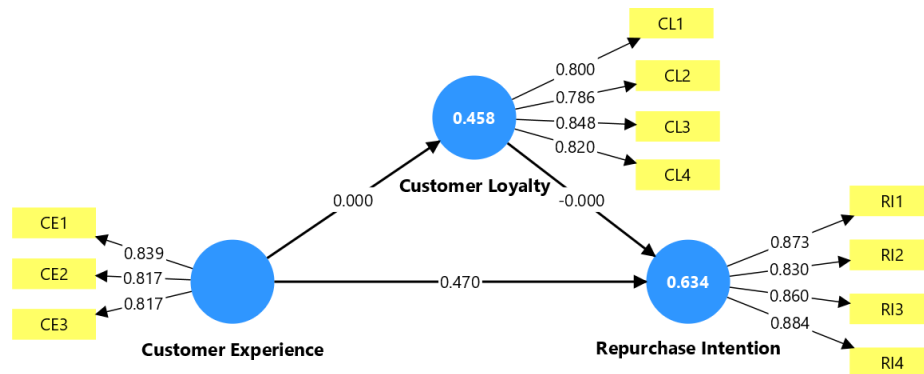 CL1
0.800
CL2
0.786
0.458
0.848
CL3
0.820
CL4
Customer Loyalty
0.000
-0.000
RI1
CE1
0.873
0.839
RI2
CE2
0.830
0.817
0.470
0.634
0.860
RI3
0.817
CE3
0.884
Customer Experience
Repurchase Intention
RI4